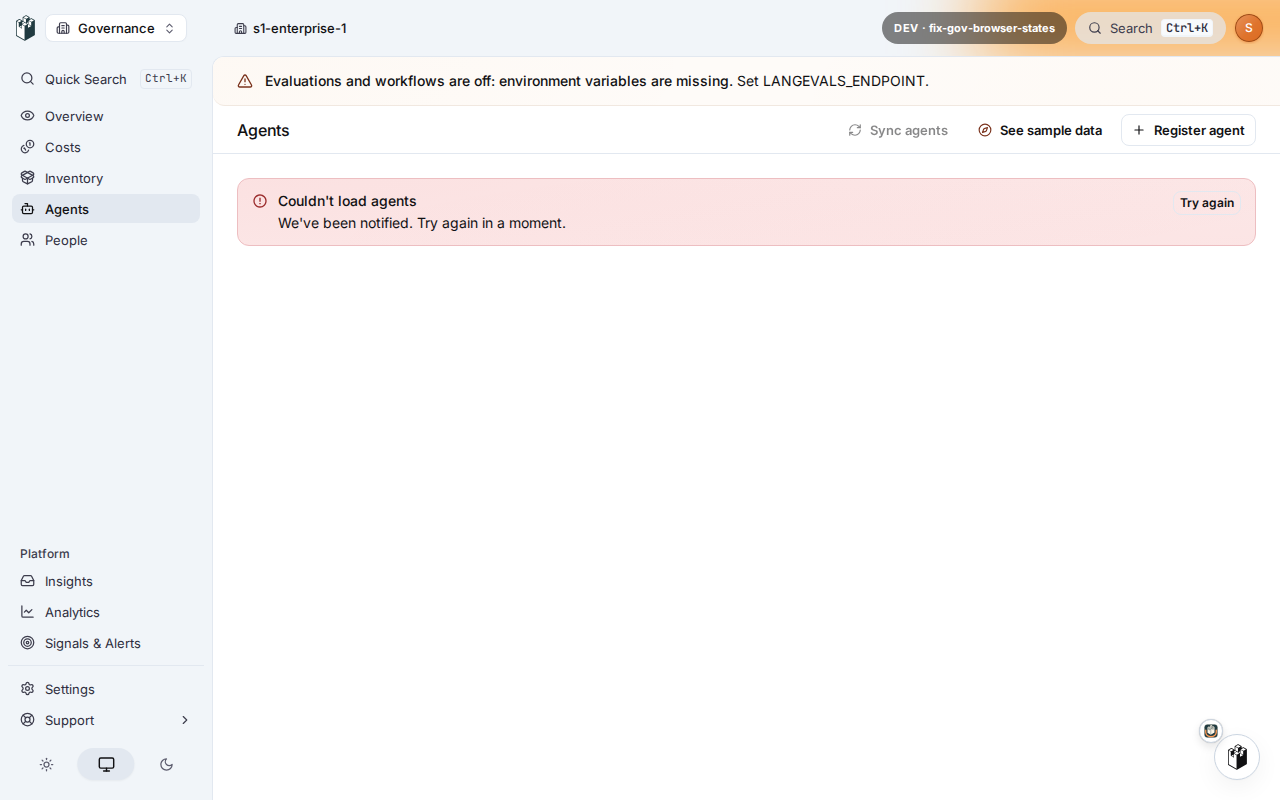 Governance
s1-enterprise-1
DEV · fix-gov-browser-states
Search Ctrl+K
S
Quick Search Ctrl+K
Overview
Costs
Inventory
Agents
People
Platform
Insights
Analytics
Signals & Alerts
Settings
Support
Evaluations and workflows are off: environment variables are missing. Set LANGEVALS_ENDPOINT.
Agents
Sync agents
See sample data
Register agent
Couldn't load agents
We've been notified. Try again in a moment.
Try again